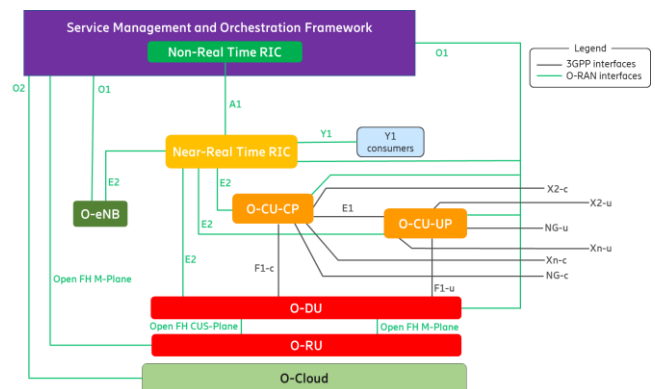 Service Management and Orchestration Framework
Non-Real Time RIC
Legend
3GPP interfaces
O-RAN interfaces
O1
O2
O1
A1
Y1
Y1
consumers
Near-Real Time RIC
E2
E2
X2-c
O-CU-CP
X2-u
O-eNB
E1
O-CU-UP
E2
NG-u
Xn-u
E2
Xn-c
F1-c
NG-c
Open FH M-Plane
F1-u
O-DU
Open FH CUS-Plane
Open FH M-Plane
O-RU
O-Cloud